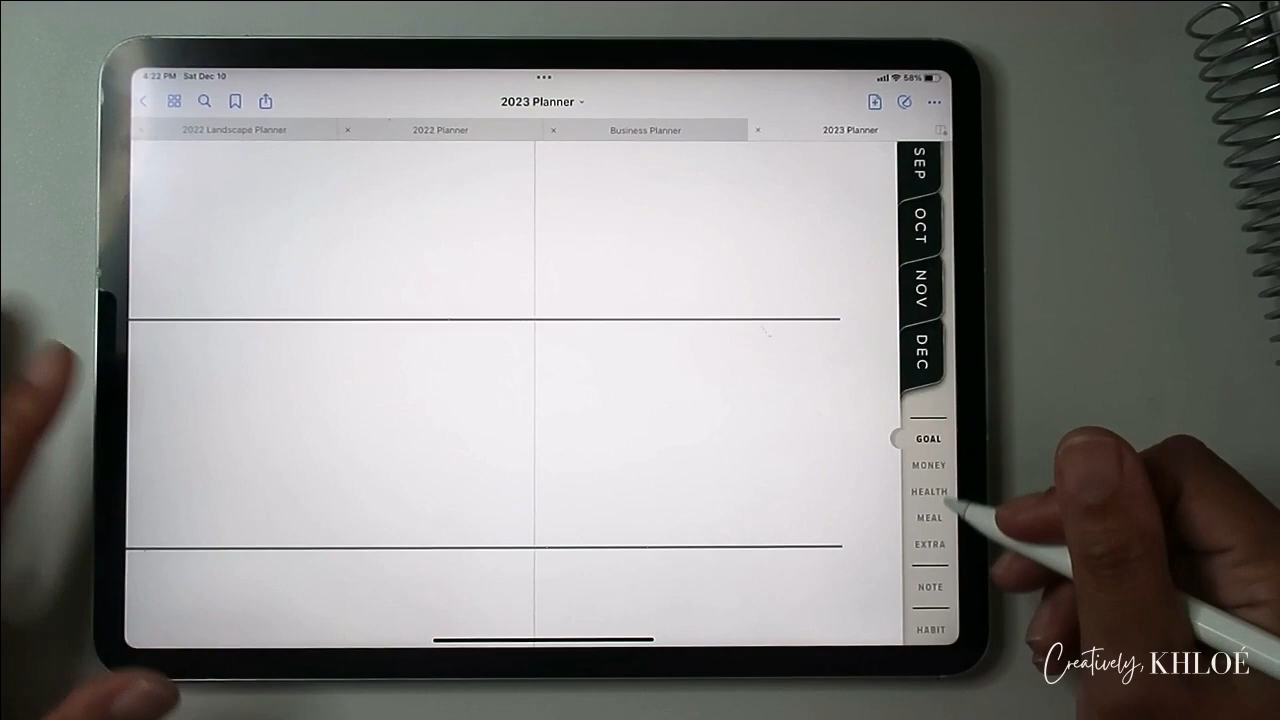 4:22 PM Sat Dec 10
58%
2023 Planner
2022 Landscape Planner
2022 Planner
Business Planner
2023 Planner
SEP
OCT
NOV
DEC
GOAL
MONEY
HEALTH
MEAL
EXTRA
NOTE
HABIT
Creatively, KHLOÉ